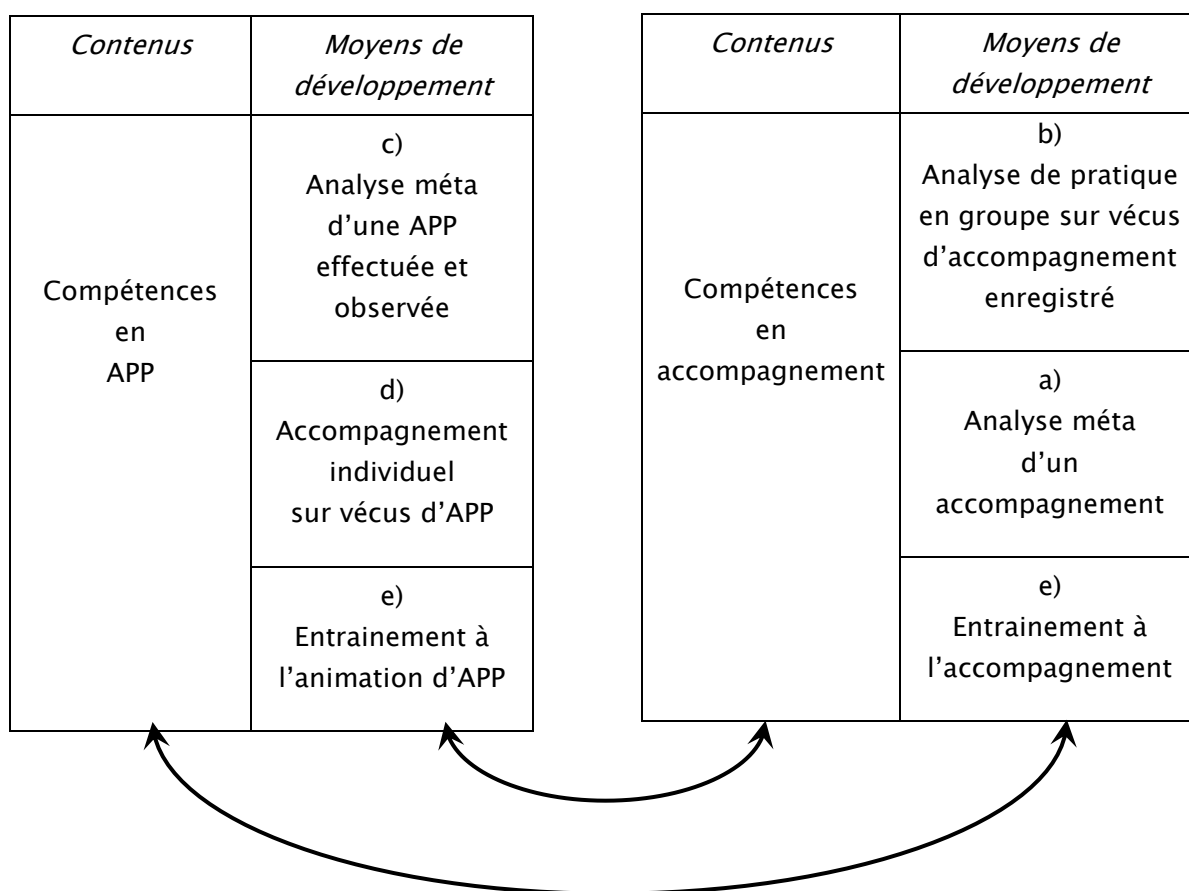 Contenus
Moyens de
développement
Compétences
en
APP
c)
Analyse méta
d’une APP
effectuée et
observée
d)
Accompagnement
individuel
sur vécus d’APP
e)
Entrainement à
l’animation d’APP
Contenus
Moyens de
développement
Compétences
en
accompagnement
b)
Analyse de pratique
en groupe sur vécus
d’accompagnement
enregistré
a)
Analyse méta
d’un
accompagnement
e)
Entrainement à
l’accompagnement